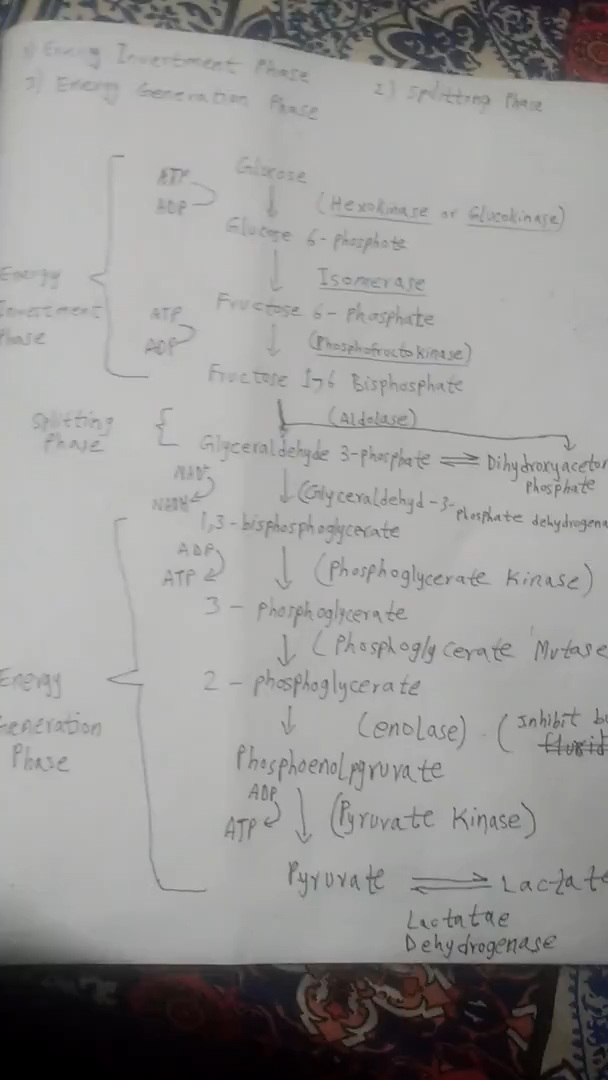 1) Energy Investment Phase
2) Splitting Phase
3) Energy Generation Phase
Glucose
ATP
ADP
(Hexokinase or Glucokinase)
Glucose 6-phosphate
Isomerase
Energy
Investment
Phase
Fructose 6-Phosphate
ATP
ADP
(Phosphofructokinase)
Fructose 1→6 Bisphosphate
(Aldolase)
Splitting
Phase
Glyceraldehyde 3-phosphate ⇌ Dihydroxyaceton
phosphate
NAD+
NADH
(Glyceraldehyd-3-phosphate dehydrogena
1,3-bisphosphoglycerate
ADP
ATP
(Phosphoglycerate Kinase)
3-phosphoglycerate
(Phosphoglycerate Mutase
2-phosphoglycerate
Energy
Generation
Phase
(enolase) (Inhibit
Phosphoenolpyruvate
ADP
ATP
(Pyruvate Kinase)
Pyruvate ⇌ Lactate
Lactatae
Dehydrogenase